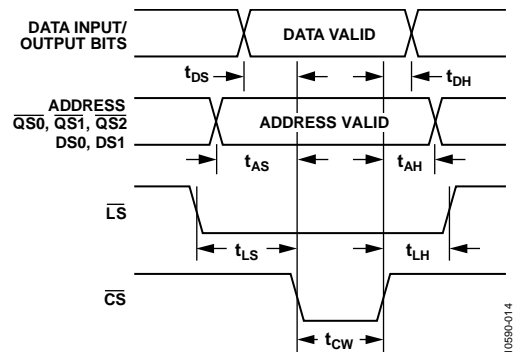 DATA INPUT/
OUTPUT BITS
DATA VALID
tDS
tDH
ADDRESS
QS0, QS1, QS2
DS0, DS1
ADDRESS VALID
tAS
tAH
LS
tLS
tLH
CS
tCW
10590-014